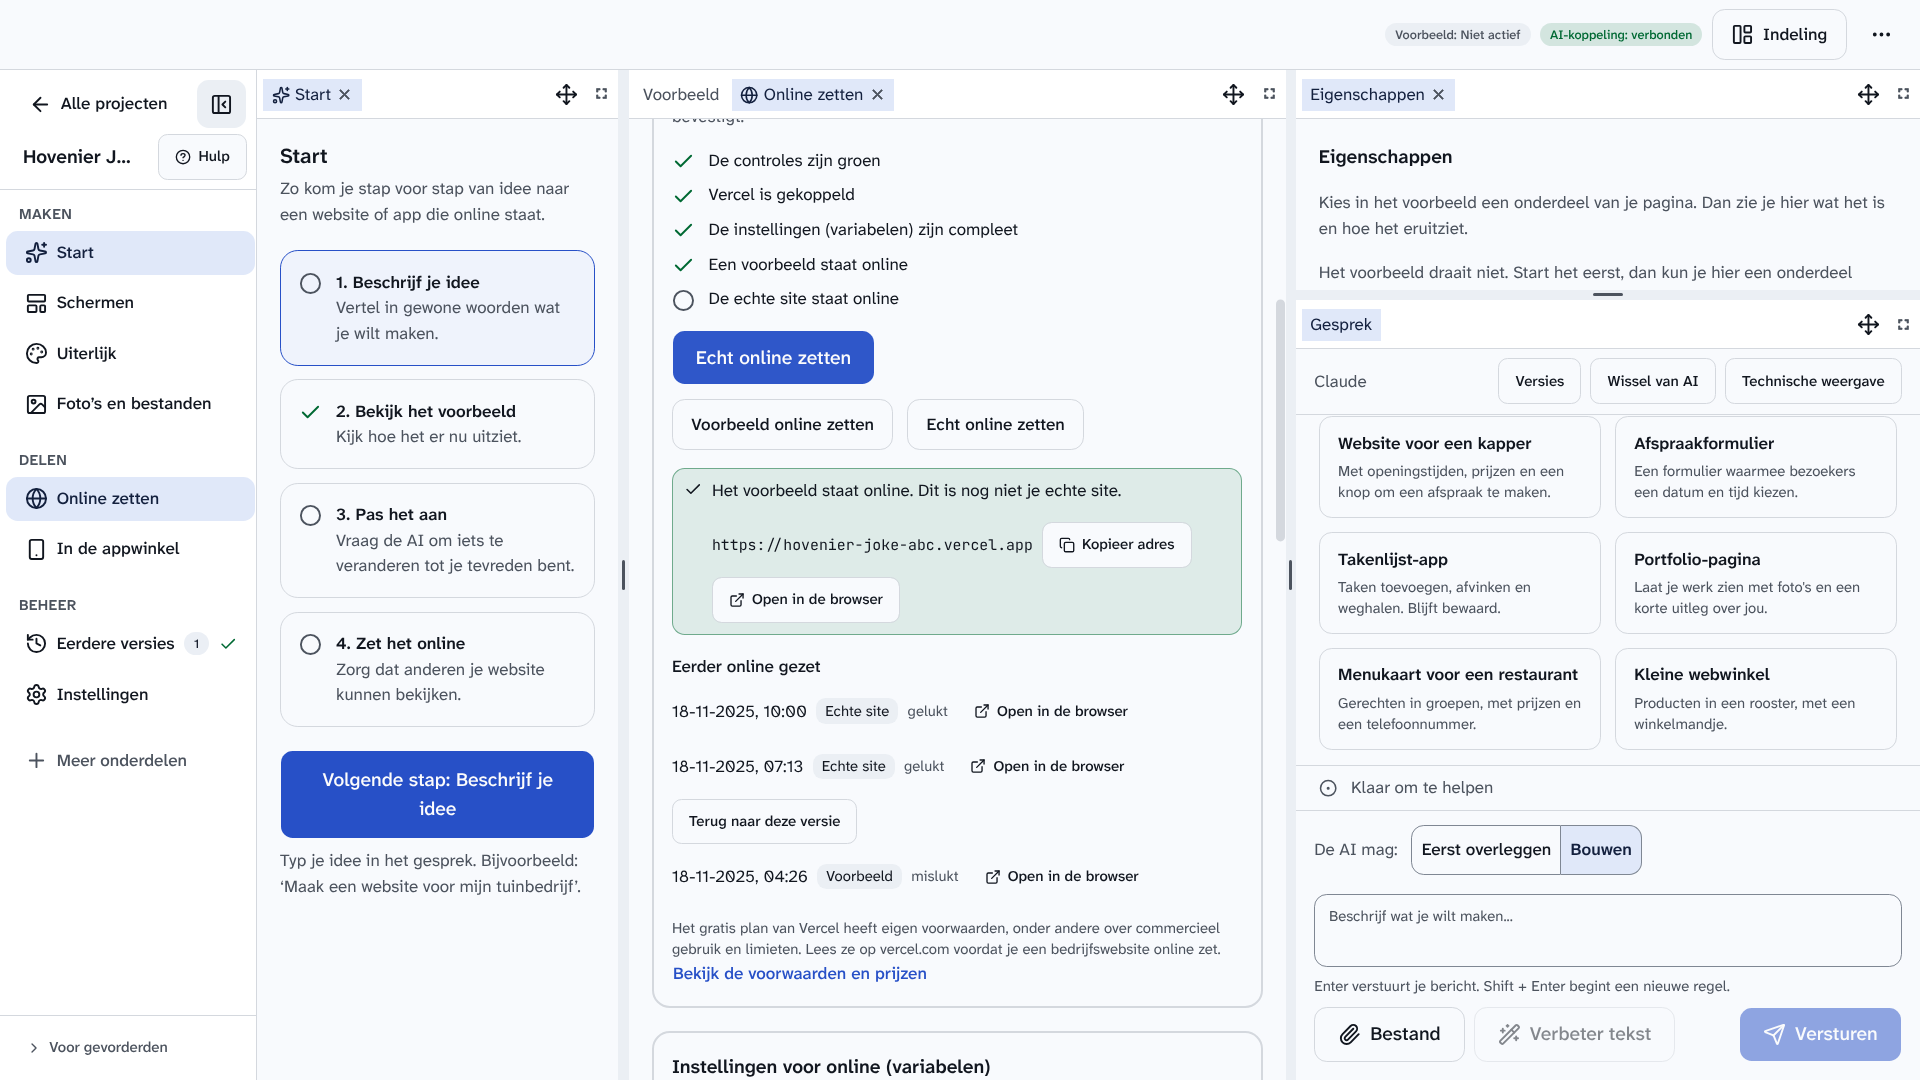 Voorbeeld: Niet actief
AI-koppeling: verbonden
Indeling
Alle projecten
Hovenier J...
Hulp
MAKEN
Start
Schermen
Uiterlijk
Foto's en bestanden
DELEN
Online zetten
In de appwinkel
BEHEER
Eerdere versies 1
Instellingen
Meer onderdelen
Voor gevorderden
Start
Start
Zo kom je stap voor stap van idee naar
een website of app die online staat.
1. Beschrijf je idee
Vertel in gewone woorden wat
je wilt maken.
2. Bekijk het voorbeeld
Kijk hoe het er nu uitziet.
3. Pas het aan
Vraag de AI om iets te
veranderen tot je tevreden bent.
4. Zet het online
Zorg dat anderen je website
kunnen bekijken.
Volgende stap: Beschrijf je
idee
Typ je idee in het gesprek. Bijvoorbeeld:
‘Maak een website voor mijn tuinbedrijf’.
Voorbeeld
Online zetten
bevestigt.
De controles zijn groen
Vercel is gekoppeld
De instellingen (variabelen) zijn compleet
Een voorbeeld staat online
De echte site staat online
Echt online zetten
Voorbeeld online zetten
Echt online zetten
Het voorbeeld staat online. Dit is nog niet je echte site.
https://hovenier-joke-abc.vercel.app
Kopieer adres
Open in de browser
Eerder online gezet
18-11-2025, 10:00 Echte site gelukt Open in de browser
18-11-2025, 07:13 Echte site gelukt Open in de browser
Terug naar deze versie
18-11-2025, 04:26 Voorbeeld mislukt Open in de browser
Het gratis plan van Vercel heeft eigen voorwaarden, onder andere over commercieel
gebruik en limieten. Lees ze op vercel.com voordat je een bedrijfswebsite online zet.
Bekijk de voorwaarden en prijzen
Instellingen voor online (variabelen)
Eigenschappen
Eigenschappen
Kies in het voorbeeld een onderdeel van je pagina. Dan zie je hier wat het is
en hoe het eruitziet.
Het voorbeeld draait niet. Start het eerst, dan kun je hier een onderdeel
Gesprek
Claude
Versies
Wissel van AI
Technische weergave
Website voor een kapper
Met openingstijden, prijzen en een
knop om een afspraak te maken.
Afspraakformulier
Een formulier waarmee bezoekers
een datum en tijd kiezen.
Takenlijst-app
Taken toevoegen, afvinken en
weghalen. Blijft bewaard.
Portfolio-pagina
Laat je werk zien met foto's en een
korte uitleg over jou.
Menukaart voor een restaurant
Gerechten in groepen, met prijzen en
een telefoonnummer.
Kleine webwinkel
Producten in een rooster, met een
winkelmandje.
Klaar om te helpen
De AI mag:
Eerst overleggen
Bouwen
Beschrijf wat je wilt maken...
Enter verstuurt je bericht. Shift + Enter begint een nieuwe regel.
Bestand
Verbeter tekst
Versturen